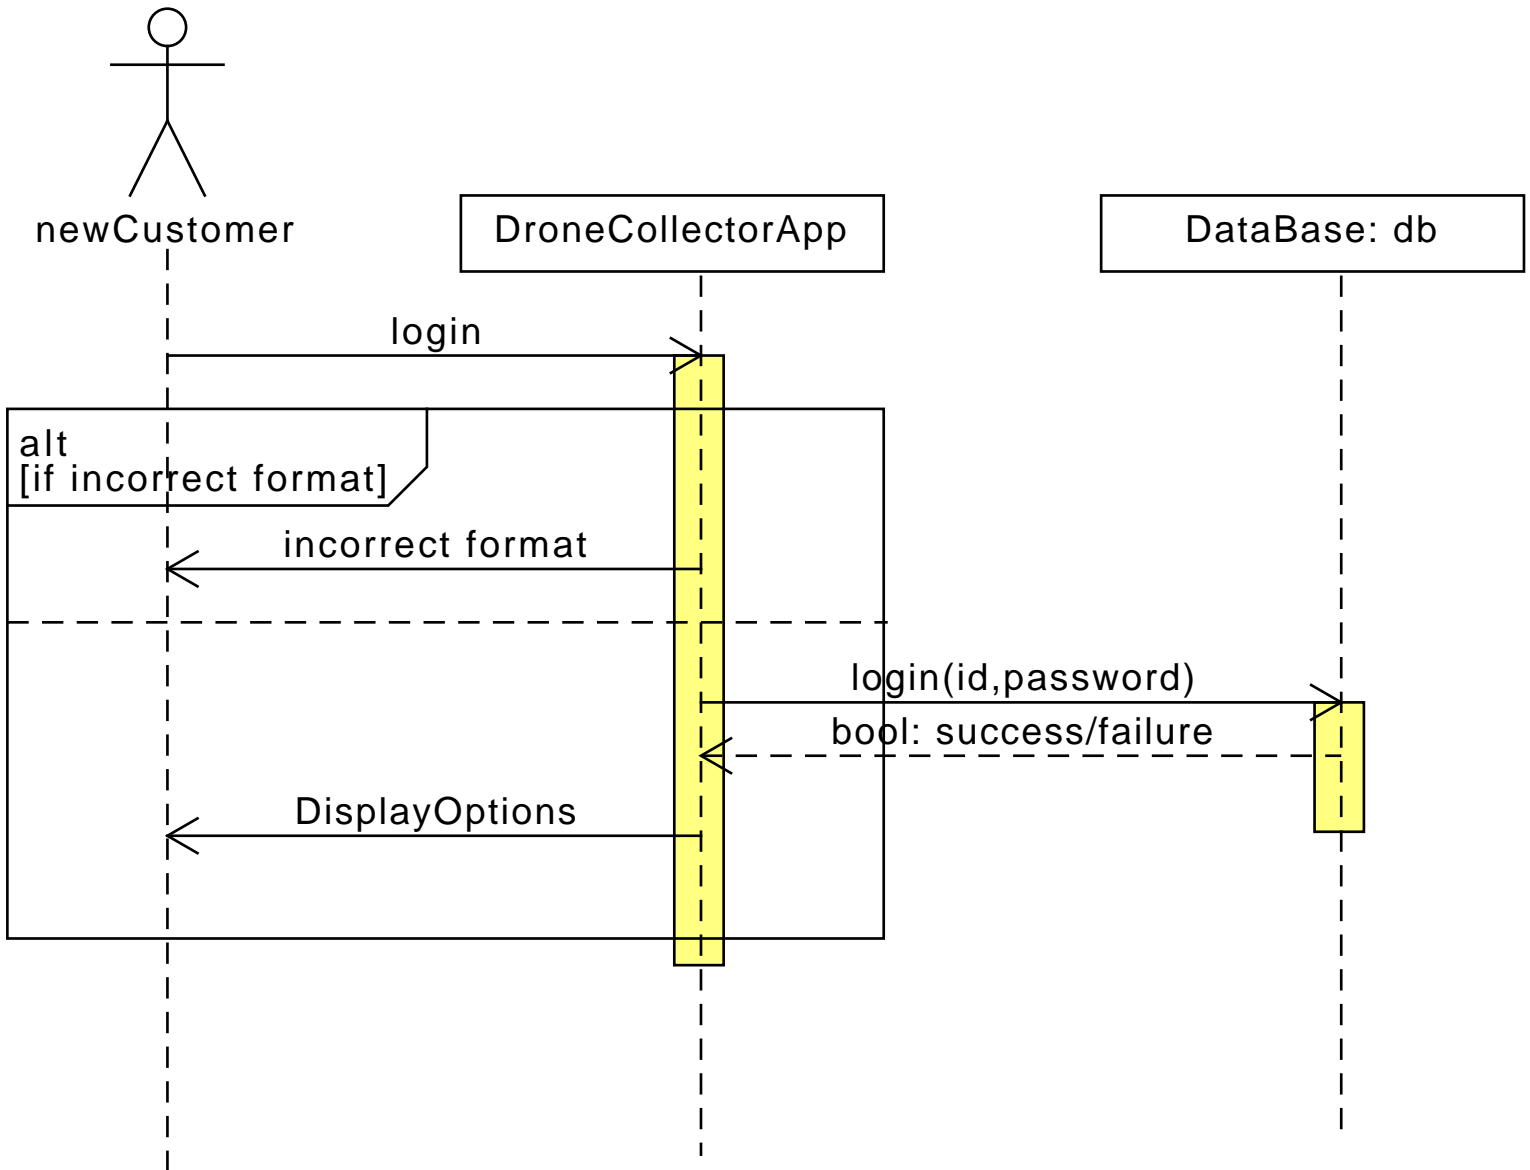 newCustomer
DroneCollectorApp
DataBase: db
login
alt
[if incorrect format]
incorrect format
login(id,password)
bool: success/failure
DisplayOptions